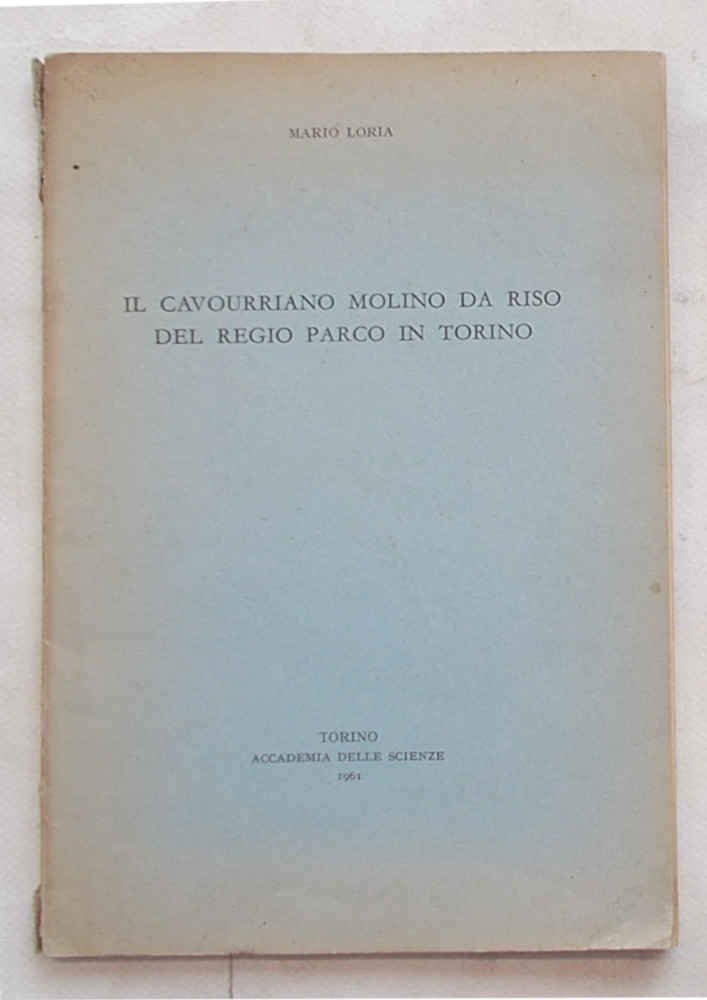 MARIO LORIA
IL CAVOURRIANO MOLINO DA RISO
DEL REGIO PARCO IN TORINO
TORINO
ACCADEMIA DELLE SCIENZE
1961